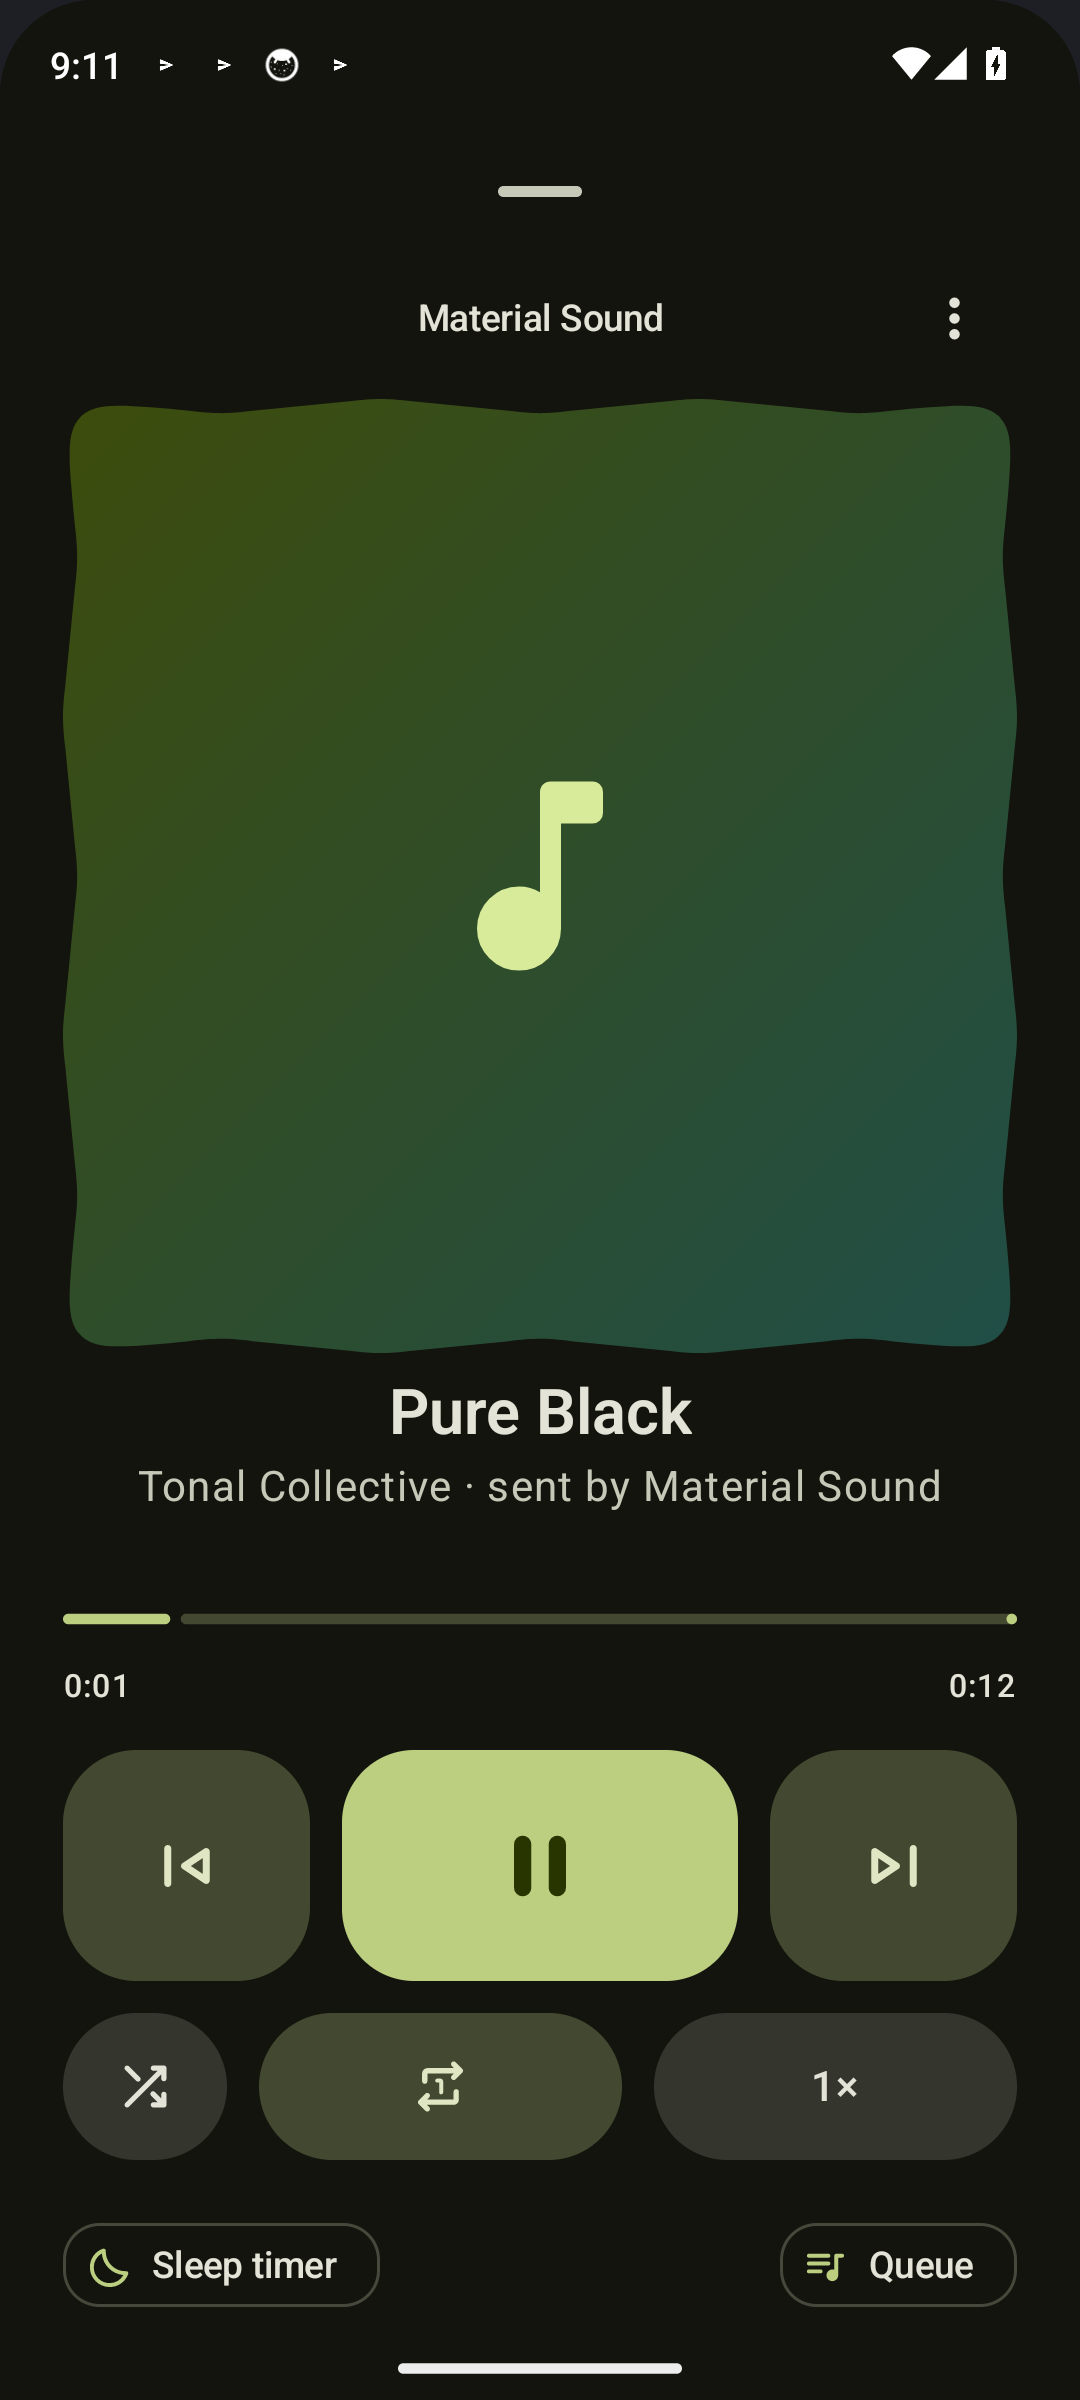 9:11
Material Sound
Pure Black
Tonal Collective · sent by Material Sound
0:01
0:12
1×
Sleep timer
Queue